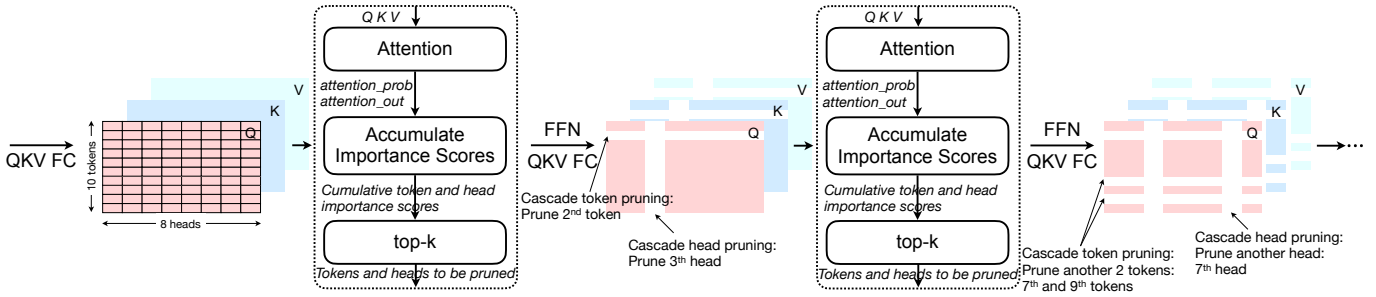 QKV FC
10 tokens
8 heads
V
K
Q
Q K V
Attention
attention_prob
attention_out
Accumulate
Importance Scores
Cumulative token and head
importance scores
top-k
Tokens and heads to be pruned
FFN
QKV FC
V
K
Q
Cascade token pruning:
Prune 2nd token
Cascade head pruning:
Prune 3th head
Q K V
Attention
attention_prob
attention_out
Accumulate
Importance Scores
Cumulative token and head
importance scores
top-k
Tokens and heads to be pruned
FFN
QKV FC
V
K
Q
Cascade token pruning:
Prune another 2 tokens:
7th and 9th tokens
Cascade head pruning:
Prune another head:
7th head
...